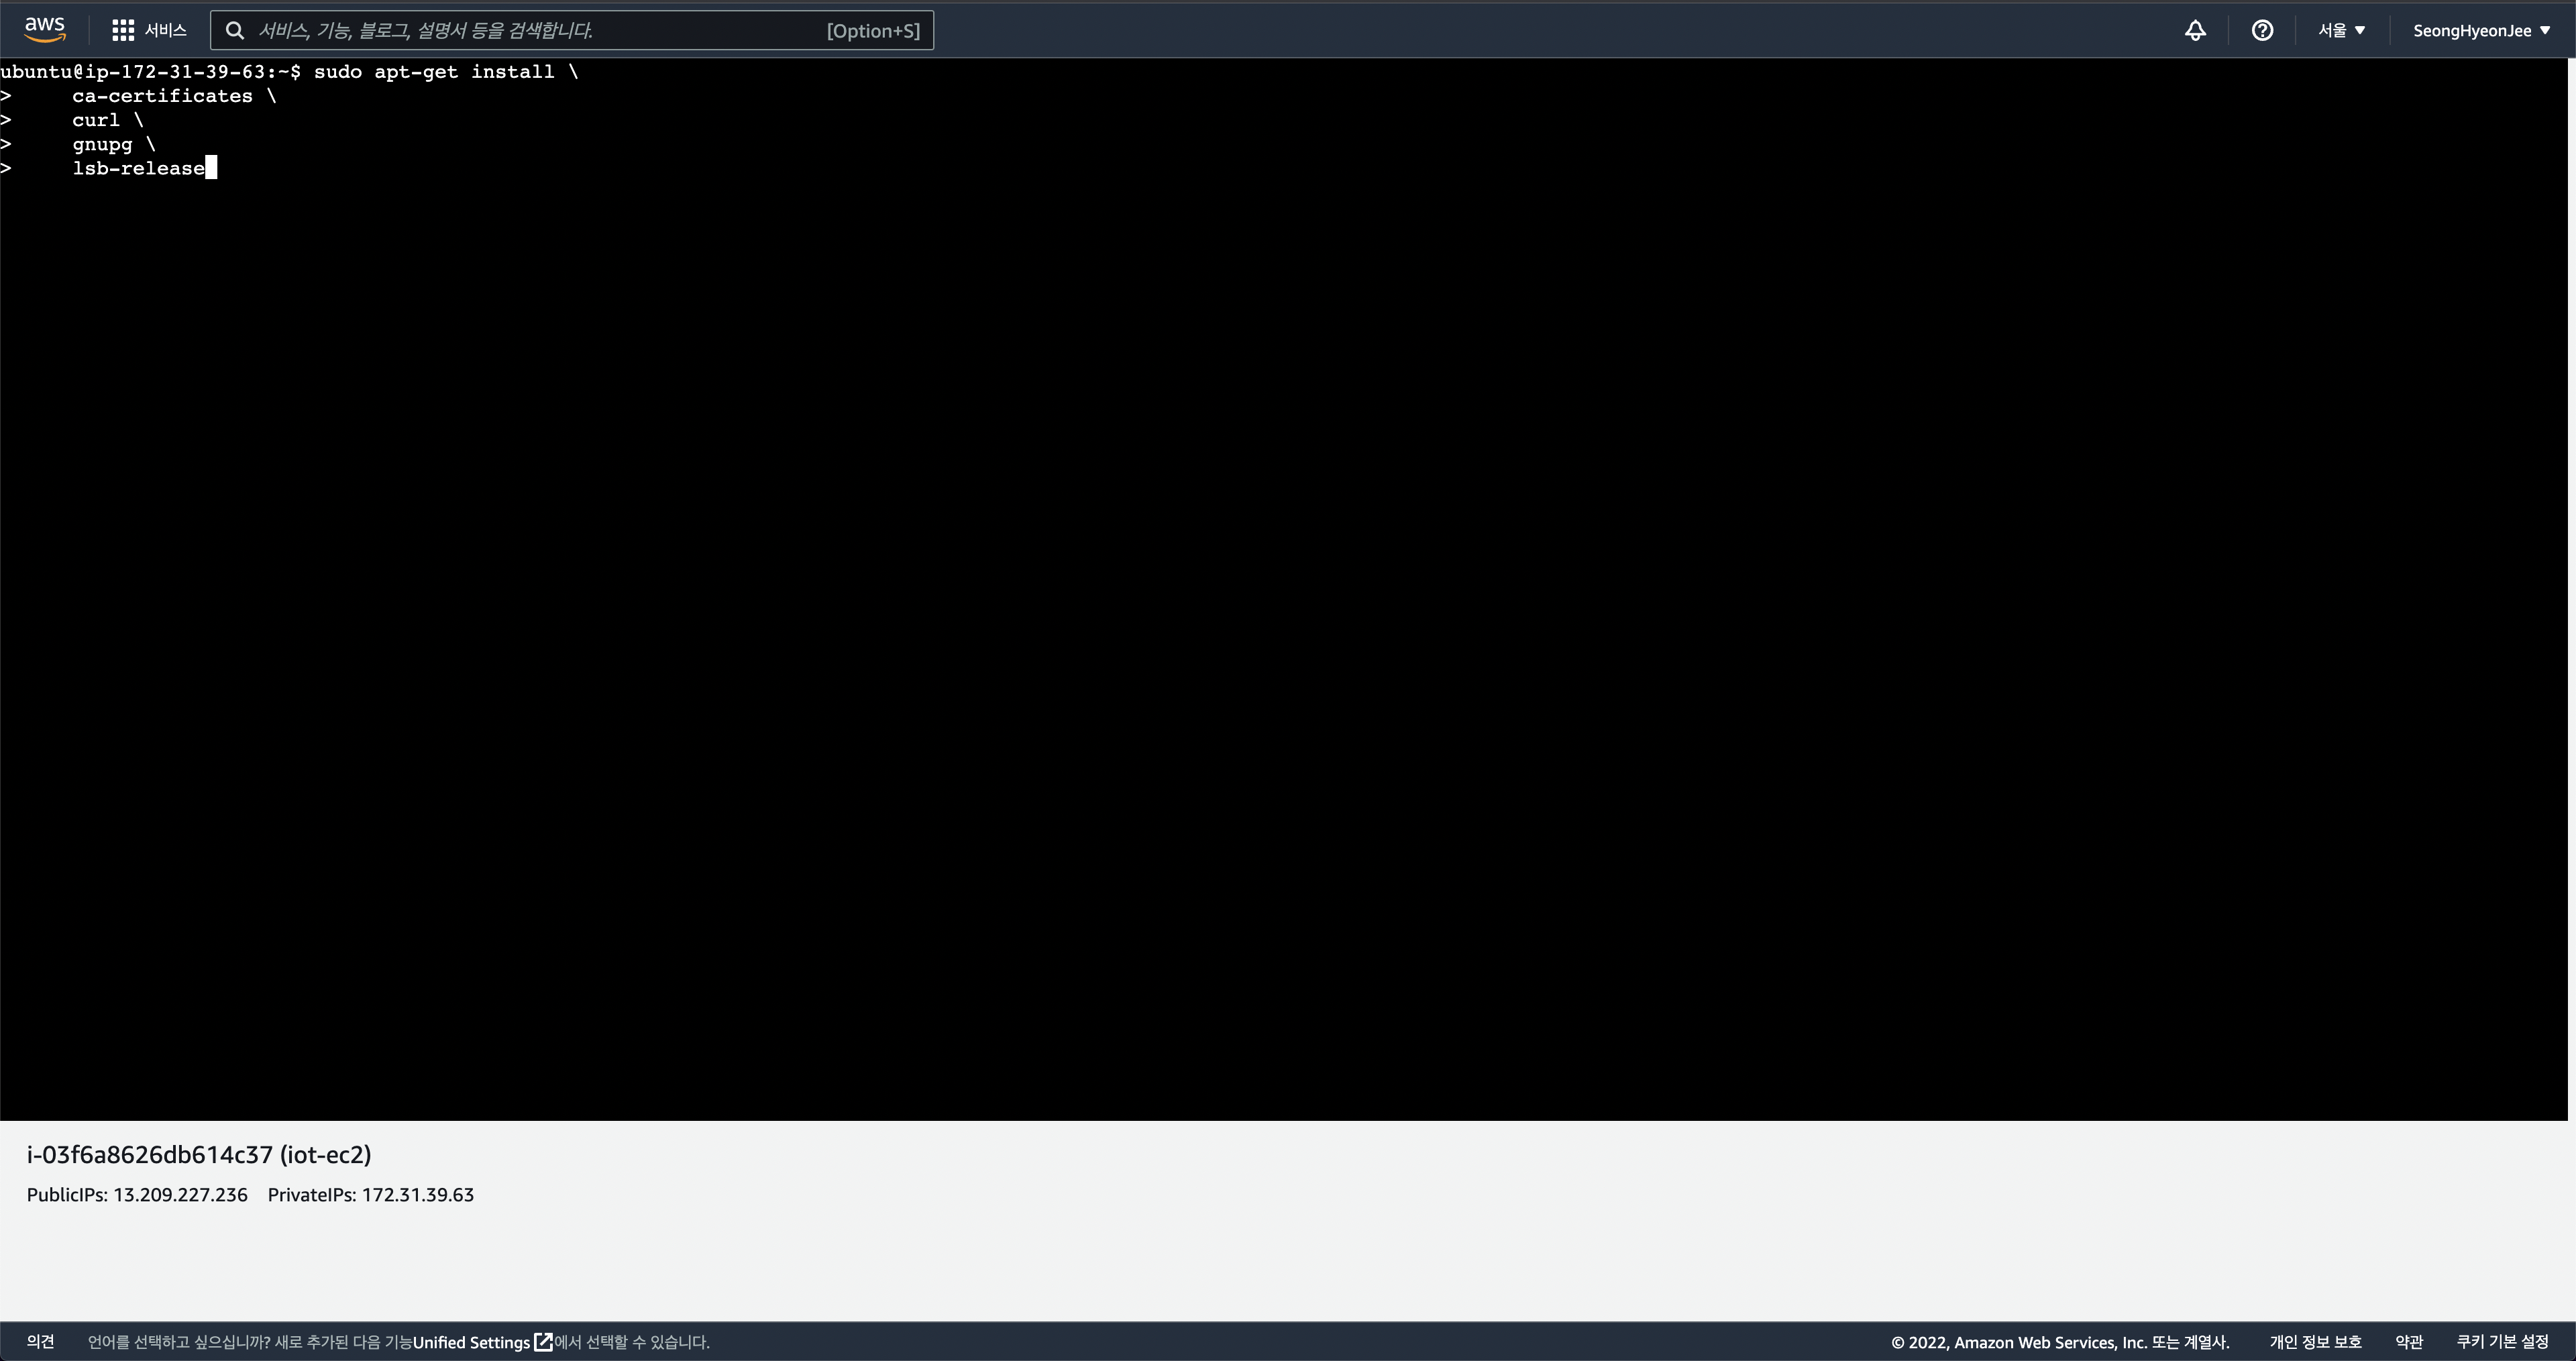 aws 서비스 서비스, 기능, 블로그, 설명서 등을 검색합니다. [Option+S] 서울 SeongHyeonJee
ubuntu@ip-172-31-39-63:~$ sudo apt-get install \
> ca-certificates \
> curl \
> gnupg \
> lsb-release
i-03f6a8626db614c37 (iot-ec2)
PublicIPs: 13.209.227.236 PrivateIPs: 172.31.39.63
의견 언어를 선택하고 싶으십니까? 새로 추가된 다음 기능Unified Settings에서 선택할 수 있습니다. © 2022, Amazon Web Services, Inc. 또는 계열사. 개인 정보 보호 약관 쿠키 기본 설정